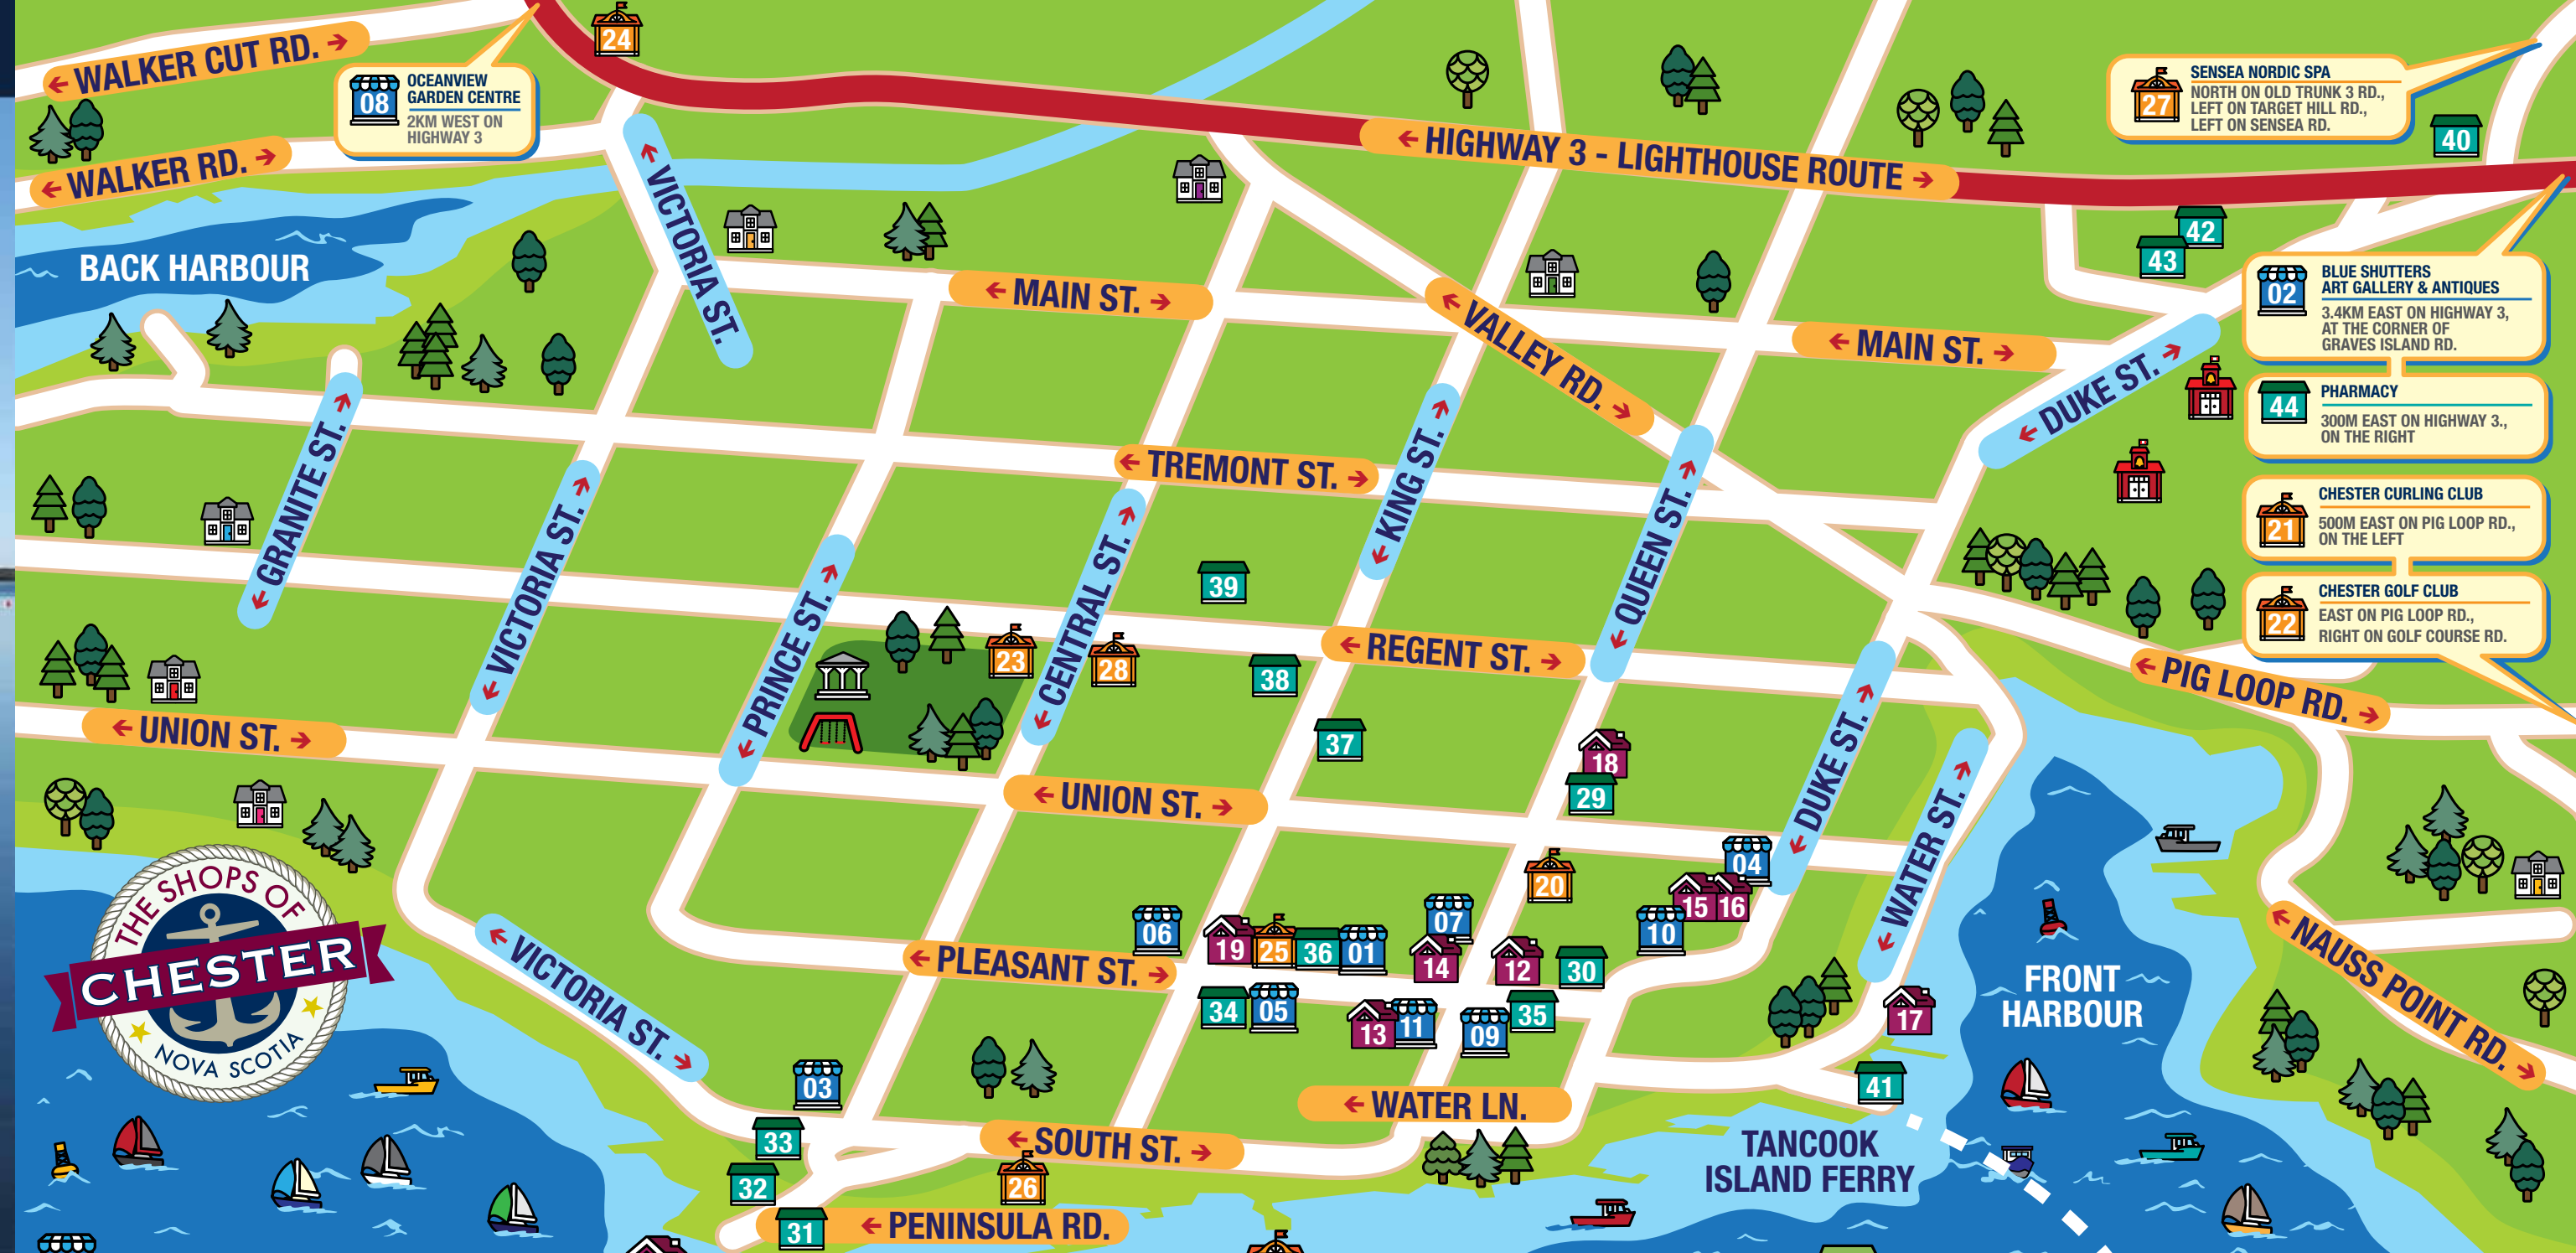 24
← WALKER CUT RD. →
08
OCEANVIEW
GARDEN CENTRE
2KM WEST ON
HIGHWAY 3
← WALKER RD. →
← VICTORIA ST.
← HIGHWAY 3 - LIGHTHOUSE ROUTE →
27
SENSEA NORDIC SPA
NORTH ON OLD TRUNK 3 RD.,
LEFT ON TARGET HILL RD.,
LEFT ON SENSEA RD.
40
42
43
BACK HARBOUR
← MAIN ST. →
← VALLEY RD. →
← MAIN ST. →
← DUKE ST. →
02
BLUE SHUTTERS
ART GALLERY & ANTIQUES
3.4KM EAST ON HIGHWAY 3,
AT THE CORNER OF
GRAVES ISLAND RD.
44
PHARMACY
300M EAST ON HIGHWAY 3.,
ON THE RIGHT
21
CHESTER CURLING CLUB
500M EAST ON PIG LOOP RD.,
ON THE LEFT
22
CHESTER GOLF CLUB
EAST ON PIG LOOP RD.,
RIGHT ON GOLF COURSE RD.
← GRANITE ST. →
← VICTORIA ST. →
← PRINCE ST. →
← CENTRAL ST. →
← TREMONT ST. →
← KING ST. →
← QUEEN ST. →
39
23
28
38
← REGENT ST. →
← PIG LOOP RD. →
← UNION ST. →
37
18
29
← DUKE ST. →
← WATER ST. →
← UNION ST. →
20
04
15
16
10
THE SHOPS OF
CHESTER
NOVA SCOTIA
← VICTORIA ST. →
← PLEASANT ST. →
06
19
25
36
01
07
14
12
30
34
05
13
11
09
35
17
FRONT
HARBOUR
← NAUSS POINT RD. →
03
← WATER LN.
41
33
← SOUTH ST. →
32
26
TANCOOK
ISLAND FERRY
31
← PENINSULA RD.